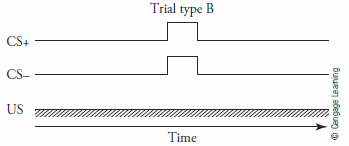 Trial type B
CS+
CS–
US
Time
© Cengage Learning